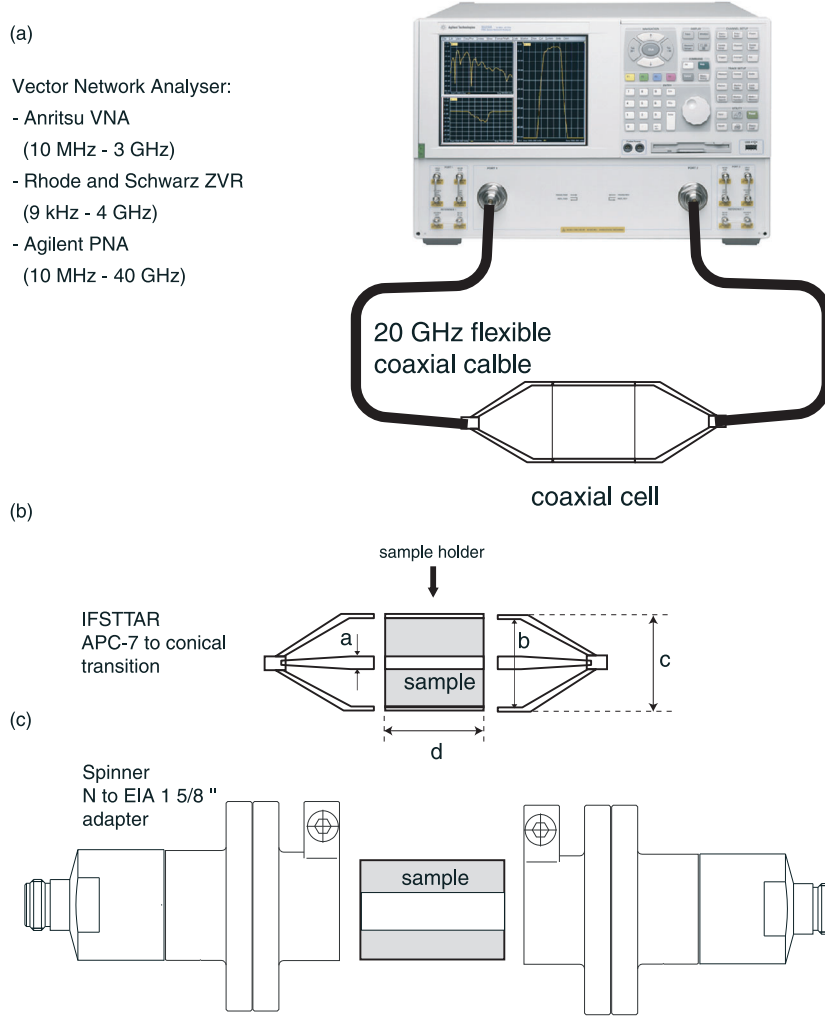 (a)
Vector Network Analyser:
- Anritsu VNA
(10 MHz - 3 GHz)
- Rhode and Schwarz ZVR
(9 kHz - 4 GHz)
- Agilent PNA
(10 MHz - 40 GHz)
Agilent Technologies
20 GHz flexible
coaxial calble
coaxial cell
(b)
sample holder
IFSTTAR
APC-7 to conical
transition
a
b
c
sample
d
(c)
Spinner
N to EIA 1 5/8 "
adapter
sample